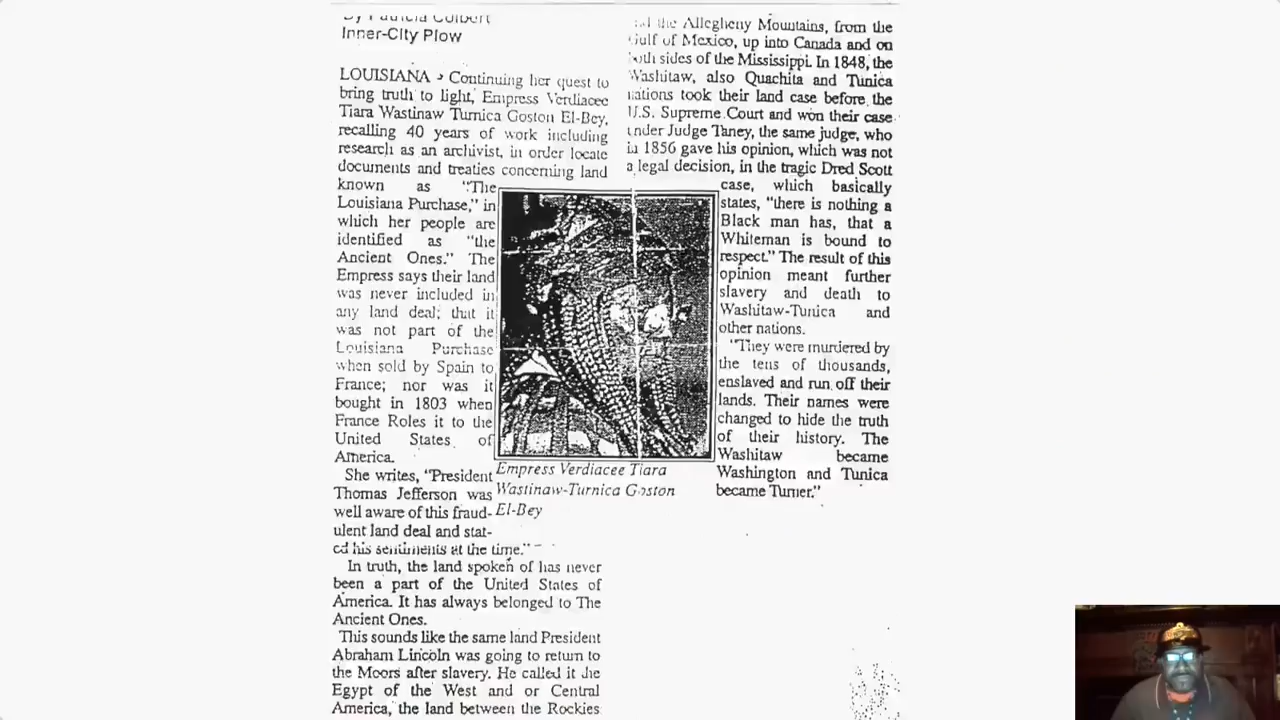 By Patricia Colbert
Inner-City Plow
LOUISIANA - Continuing her quest to
bring truth to light, Empress Verdiacee
Tiara Wastinaw Turnica Goston El-Bey,
recalling 40 years of work including
research as an archivist, in order locate
documents and treaties concerning land
known as "The
Louisiana Purchase," in
which her people are
identified as "the
Ancient Ones." The
Empress says their land
was never included in
any land deal; that it
was not part of the
Louisiana Purchase
when sold by Spain to
France; nor was it
bought in 1803 when
France Roles it to the
United States of
America.
She writes, "President
Thomas Jefferson was
well aware of this fraud-
ulent land deal and stat-
ed his sentiments at the time."
In truth, the land spoken of has never
been a part of the United States of
America. It has always belonged to The
Ancient Ones.
This sounds like the same land President
Abraham Lincoln was going to return to
the Moors after slavery. He called it the
Egypt of the West and or Central
America, the land between the Rockies
and the Allegheny Mountains, from the
Gulf of Mexico, up into Canada and on
both sides of the Mississippi. In 1848, the
Washitaw, also Quachita and Tunica
nations took their land case before the
U.S. Supreme Court and won their case
under Judge Taney, the same judge, who
in 1856 gave his opinion, which was not
a legal decision, in the tragic Dred Scott
case, which basically
states, "there is nothing a
Black man has, that a
Whiteman is bound to
respect." The result of this
opinion meant further
slavery and death to
Washitaw-Tunica and
other nations.
"They were murdered by
the tens of thousands,
enslaved and run off their
lands. Their names were
changed to hide the truth
of their history. The
Washitaw became
Washington and Tunica
became Turner."
Empress Verdiacee Tiara
Wastinaw-Turnica Goston
El-Bey